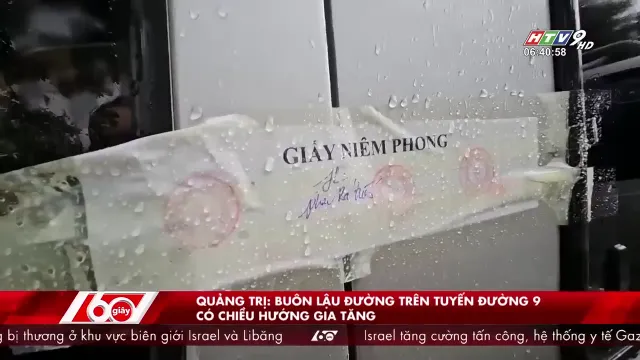 HTV9 HD
06:40:58
GIẤY NIÊM PHONG
60 giây
QUẢNG TRỊ: BUÔN LẬU ĐƯỜNG TRÊN TUYẾN ĐƯỜNG 9
CÓ CHIỀU HƯỚNG GIA TĂNG
g bị thương ở khu vực biên giới Israel và Libăng
Israel tăng cường tấn công, hệ thống y tế Gaz